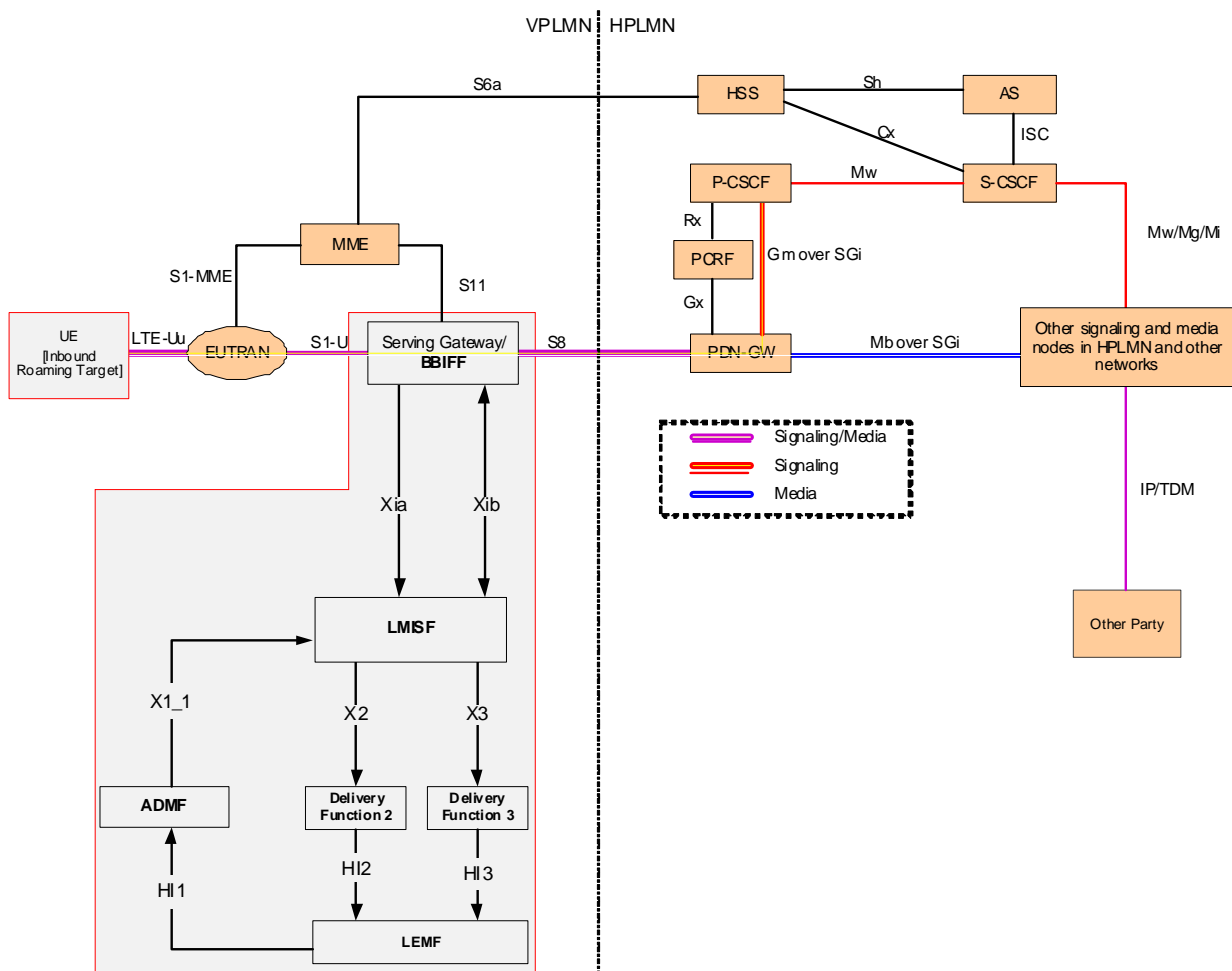 VPLMN
HPLMN
S6a
HSS
Sh
AS
Cx
ISC
P-CSCF
Mw
S-CSCF
Rx
MME
PCRF
Gm over SGi
Mw/Mg/Mi
S1-MME
S11
Gx
UE
[Inbound
Roaming Target]
LTE-Uu
EUTRAN
S1-U
Serving Gateway/
BBIFF
S8
PDN-GW
Mb over SGi
Other signaling and media
nodes in HPLMN and other
networks
Signaling/Media
Signaling
Media
Xia
Xib
IP/TDM
LMISF
Other Party
X1_1
X2
X3
ADMF
Delivery
Function 2
Delivery
Function 3
HI1
HI2
HI3
LEMF